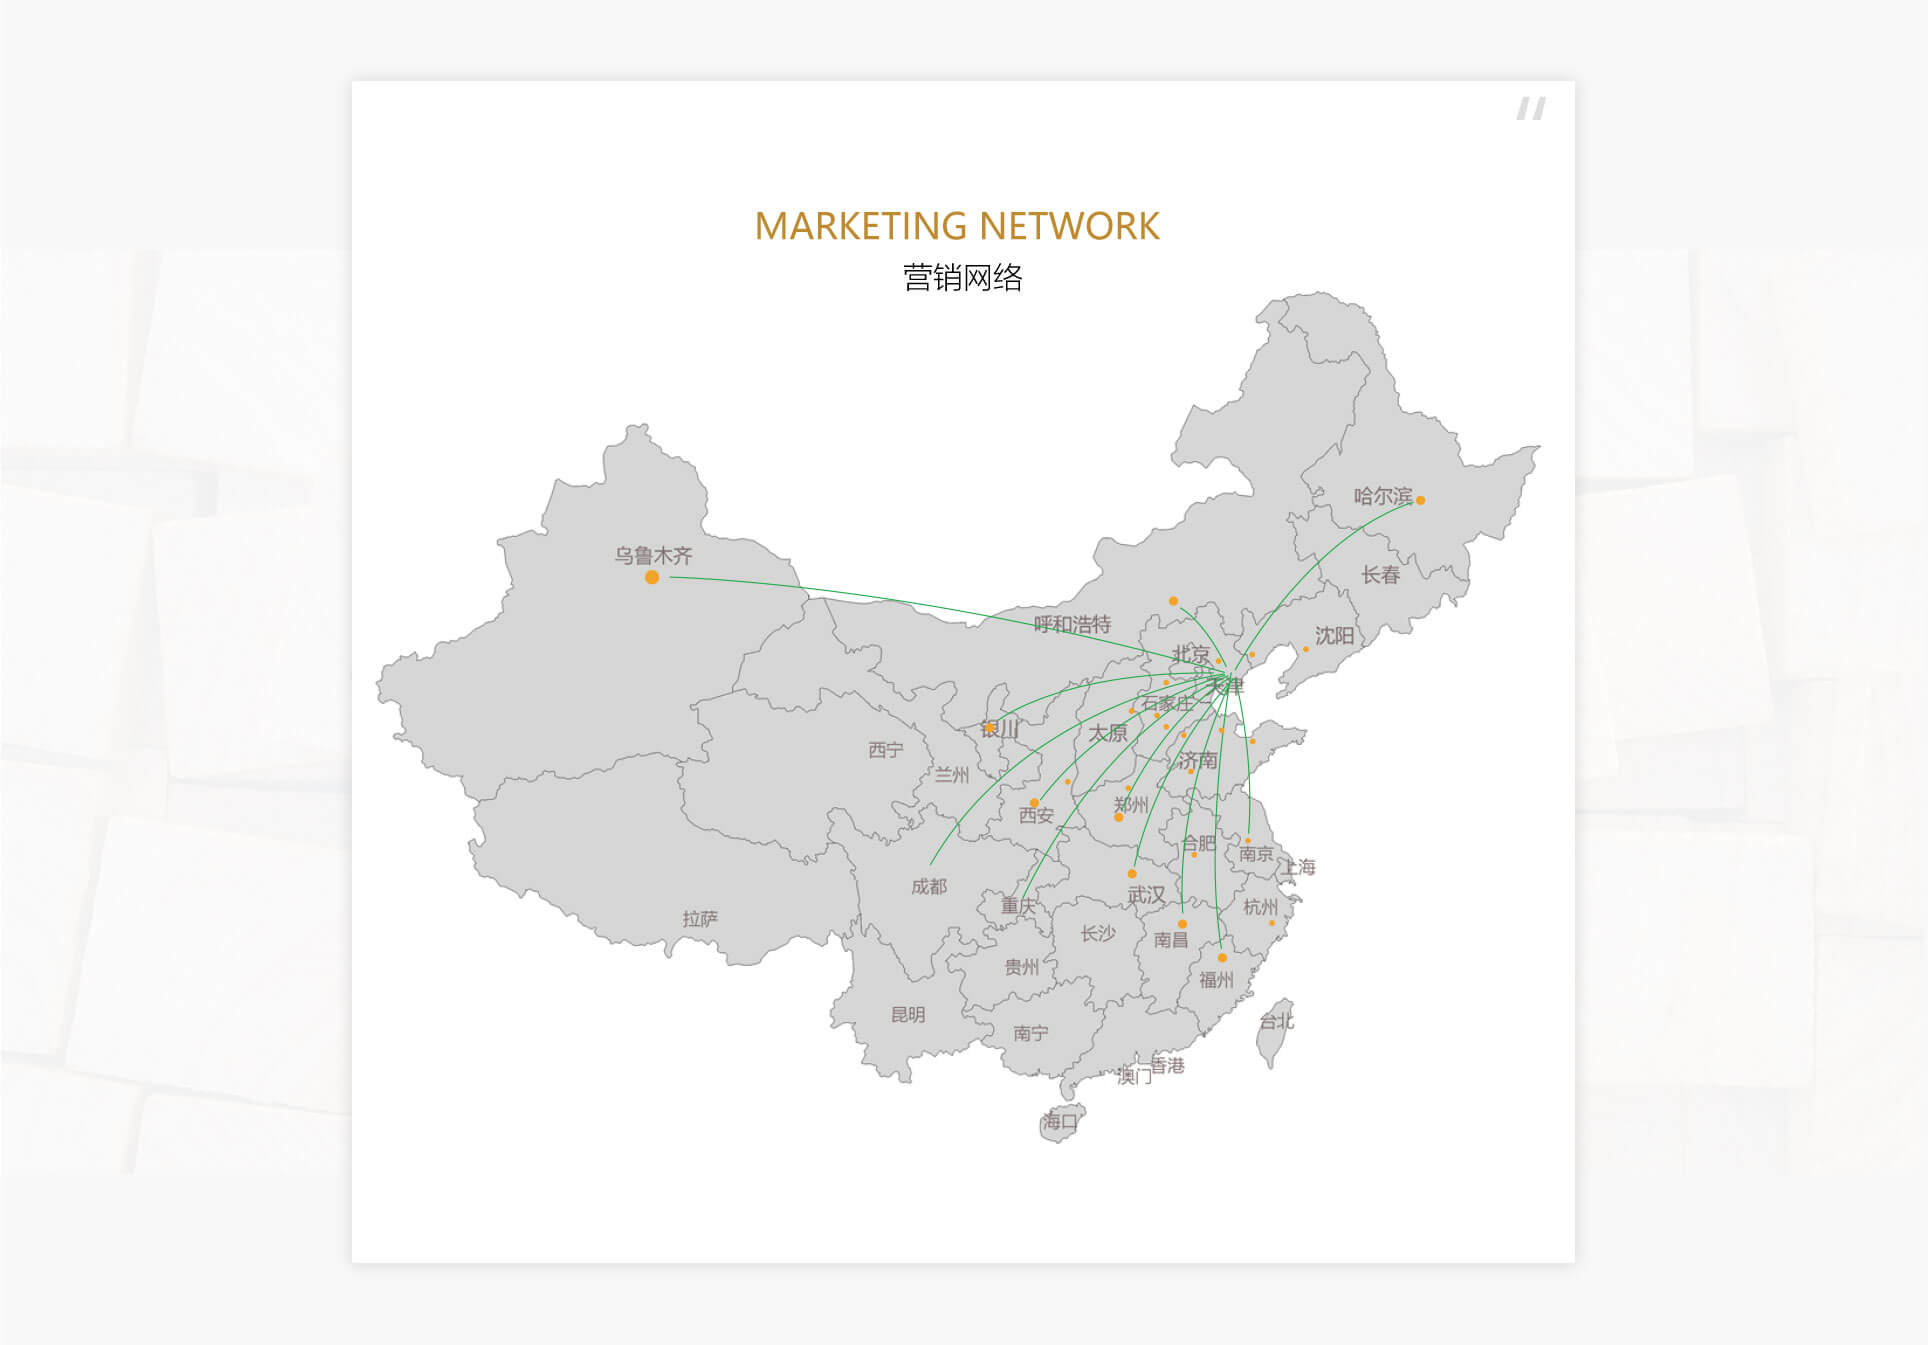 "
MARKETING NETWORK
营销网络
哈尔滨
乌鲁木齐
长春
呼和浩特
沈阳
北京
天津
石家庄
银川
太原
西宁
济南
兰州
郑州
西安
合肥
南京
上海
成都
武汉
重庆
杭州
拉萨
长沙
南昌
贵州
福州
昆明
台北
南宁
香港
澳门
海口